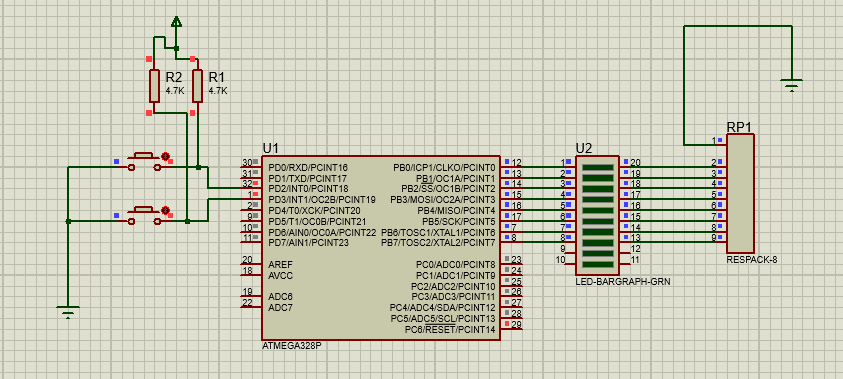 R2
4.7K
R1
4.7K
U1
30 PD0/RXD/PCINT16
31 PD1/TXD/PCINT17
32 PD2/INT0/PCINT18
1 PD3/INT1/OC2B/PCINT19
2 PD4/T0/XCK/PCINT20
9 PD5/T1/OC0B/PCINT21
10 PD6/AIN0/OC0A/PCINT22
11 PD7/AIN1/PCINT23
20 AREF
18 AVCC
19 ADC6
22 ADC7
PB0/ICP1/CLKO/PCINT0 12
PB1/OC1A/PCINT1 13
PB2/SS/OC1B/PCINT2 14
PB3/MOSI/OC2A/PCINT3 15
PB4/MISO/PCINT4 16
PB5/SCK/PCINT5 17
PB6/TOSC1/XTAL1/PCINT6 7
PB7/TOSC2/XTAL2/PCINT7 8
PC0/ADC0/PCINT8 23
PC1/ADC1/PCINT9 24
PC2/ADC2/PCINT10 25
PC3/ADC3/PCINT11 26
PC4/ADC4/SDA/PCINT12 27
PC5/ADC5/SCL/PCINT13 28
PC6/RESET/PCINT14 29
ATMEGA328P
U2
1 20
2 19
3 18
4 17
5 16
6 15
7 14
8 13
9 12
10 11
LED-BARGRAPH-GRN
RP1
1
2
3
4
5
6
7
8
9
RESPACK-8